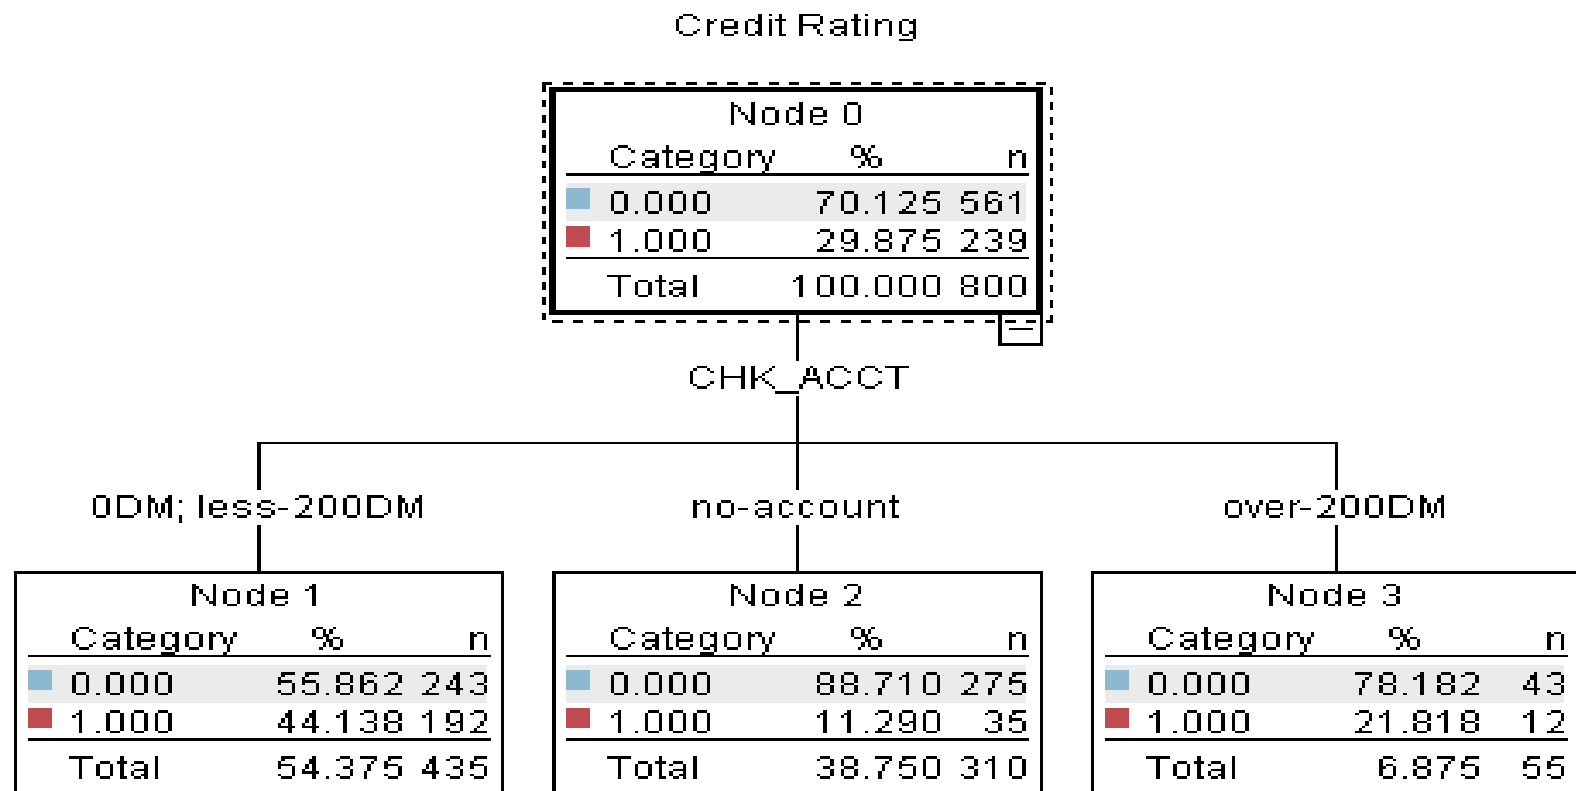 Credit Rating
Node 0
Category % n
0.000 70.125 561
1.000 29.875 239
Total 100.000 800
CHK_ACCT
0DM; less-200DM
no-account
over-200DM
Node 1
Category % n
0.000 55.862 243
1.000 44.138 192
Total 54.375 435
Node 2
Category % n
0.000 88.710 275
1.000 11.290 35
Total 38.750 310
Node 3
Category % n
0.000 78.182 43
1.000 21.818 12
Total 6.875 55